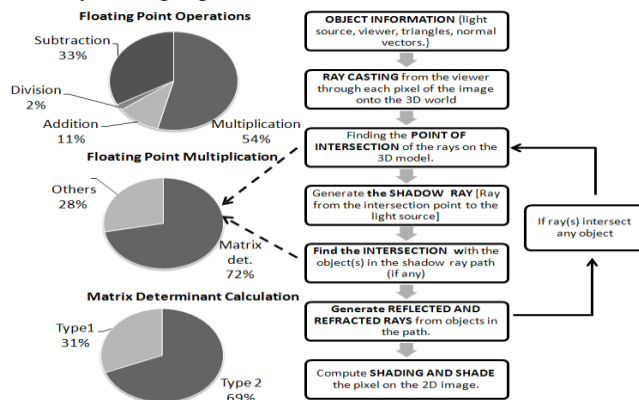 Floating Point Operations
Subtraction
33%
Division
2%
Addition
11%
Multiplication
54%
Floating Point Multiplication
Others
28%
Matrix
det.
72%
Matrix Determinant Calculation
Type1
31%
Type 2
69%
OBJECT INFORMATION {light
source, viewer, triangles, normal
vectors.}
RAY CASTING from the viewer
through each pixel of the image
onto the 3D world
Finding the POINT OF
INTERSECTION of the rays on the
3D model.
Generate the SHADOW RAY [Ray
from the intersection point to the
light source]
Find the INTERSECTION with the
object(s) in the shadow ray path
(if any)
Generate REFLECTED AND
REFRACTED RAYS from objects in
the path.
Compute SHADING AND SHADE
the pixel on the 2D image.
If ray(s) intersect
any object